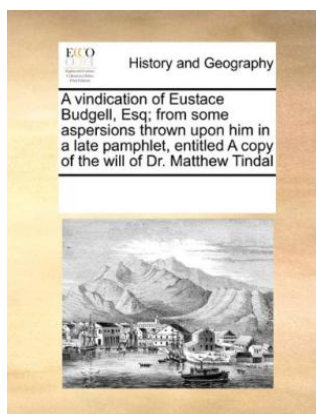 ECCO
History and Geography
A vindication of Eustace
Budgell, Esq; from some
aspersions thrown upon him in
a late pamphlet, entitled A copy
of the will of Dr. Matthew Tindal